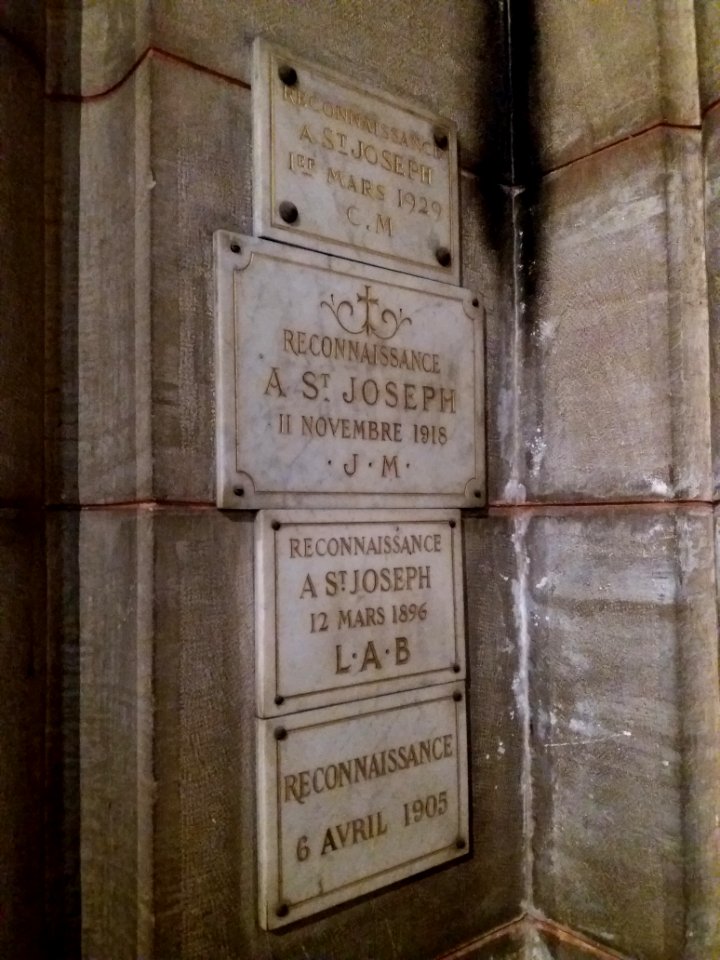 RECONNAISSANCE
A ST JOSEPH
1ER MARS 1929
C.M
RECONNAISSANCE
A ST JOSEPH
11 NOVEMBRE 1918
·J·M·
RECONNAISSANCE
A ST JOSEPH
12 MARS 1896
L·A·B
RECONNAISSANCE
6 AVRIL 1905